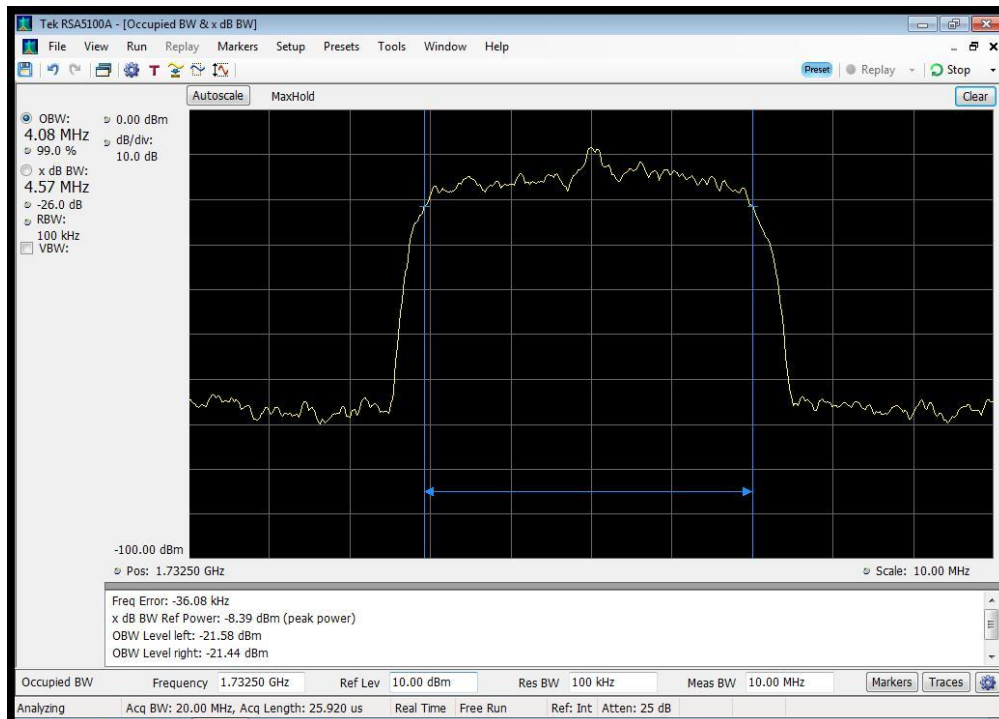 Tek RSA5100A - [Occupied BW & x dB BW]
File View Run Replay Markers Setup Presets Tools Window Help
T Preset Replay Stop
Autoscale MaxHold Clear
OBW: 0.00 dBm
4.08 MHz dB/div:
99.0 % 10.0 dB
x dB BW:
4.57 MHz
-26.0 dB
RBW:
100 kHz
VBW:
-100.00 dBm
Pos: 1.73250 GHz Scale: 10.00 MHz
Freq Error: -36.08 kHz
x dB BW Ref Power: -8.39 dBm (peak power)
OBW Level left: -21.58 dBm
OBW Level right: -21.44 dBm
Occupied BW Frequency 1.73250 GHz Ref Lev 10.00 dBm Res BW 100 kHz Meas BW 10.00 MHz Markers Traces
Analyzing Acq BW: 20.00 MHz, Acq Length: 25.920 us Real Time Free Run Ref: Int Atten: 25 dB